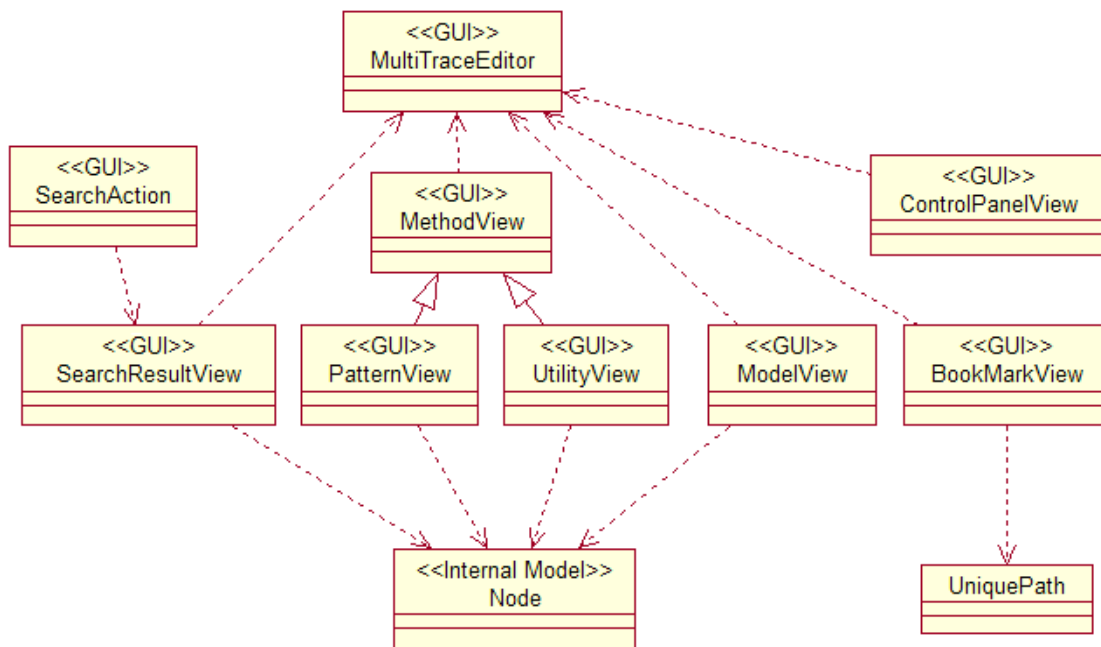 <<GUI>>
MultiTraceEditor
<<GUI>>
SearchAction
<<GUI>>
MethodView
<<GUI>>
ControlPanelView
<<GUI>>
SearchResultView
<<GUI>>
PatternView
<<GUI>>
UtilityView
<<GUI>>
ModelView
<<GUI>>
BookMarkView
<<Internal Model>>
Node
UniquePath